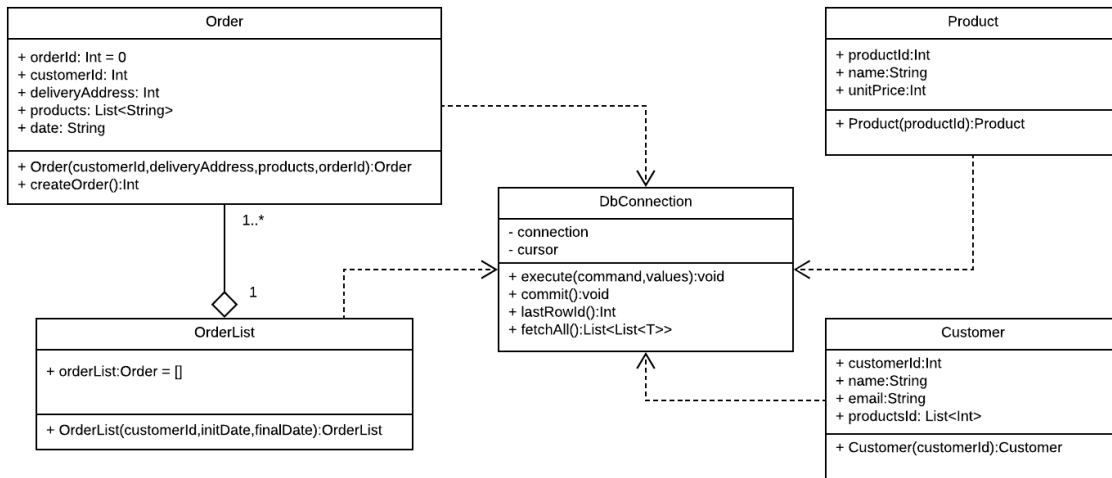 Order
+ orderId: Int = 0
+ customerId: Int
+ deliveryAddress: Int
+ products: List<String>
+ date: String
+ Order(customerId,deliveryAddress,products,orderId):Order
+ createOrder():Int
1..*
1
OrderList
+ orderList:Order = []
+ OrderList(customerId,initDate,finalDate):OrderList
DbConnection
- connection
- cursor
+ execute(command,values):void
+ commit():void
+ lastRowId():Int
+ fetchAll():List<List<T>>
Product
+ productId:Int
+ name:String
+ unitPrice:Int
+ Product(productId):Product
Customer
+ customerId:Int
+ name:String
+ email:String
+ productsId: List<Int>
+ Customer(customerId):Customer